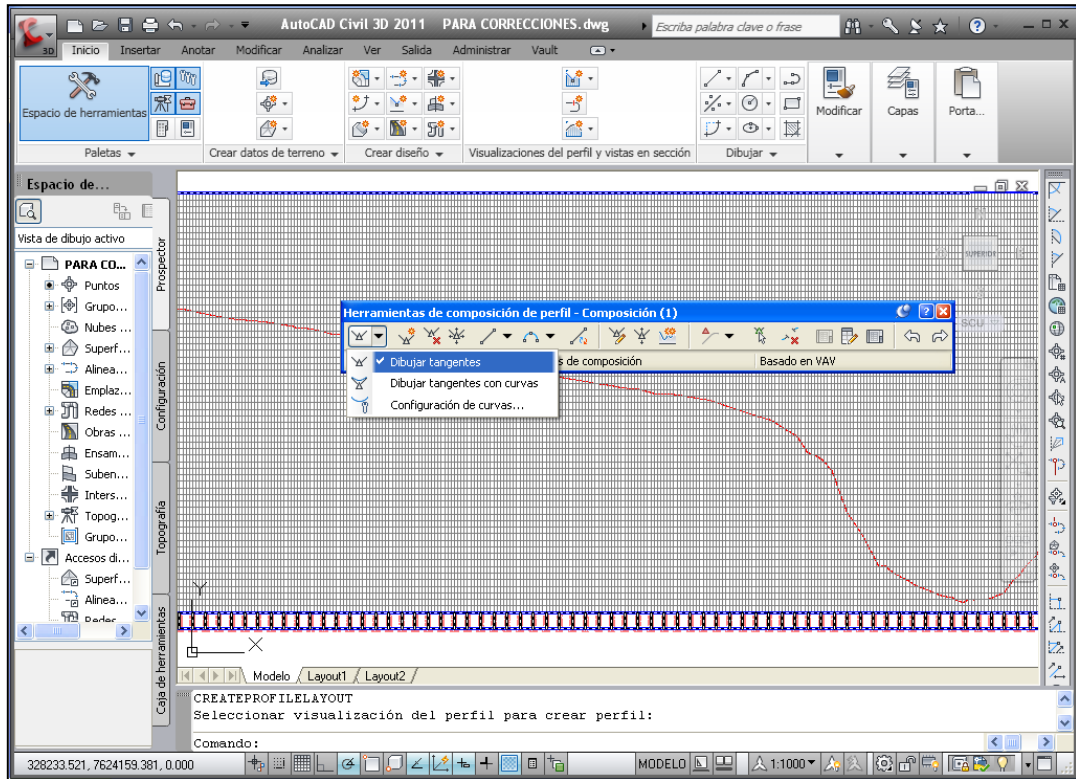 AutoCAD Civil 3D 2011 PARA CORRECCIONES.dwg
Escriba palabra clave o frase
3D
Inicio Insertar Anotar Modificar Analizar Ver Salida Administrar Vault
Espacio de herramientas
Modificar Capas Porta...
Paletas Crear datos de terreno Crear diseño Visualizaciones del perfil y vistas en sección Dibujar
Espacio de...
Vista de dibujo activo
PARA CO...
Puntos
Grupo...
Nubes ...
Superf...
Alinea...
Emplaz...
Redes ...
Obras ...
Ensam...
Suben...
Inters...
Topog...
Grupo...
Accesos di...
Superf...
Alinea...
Redes
Prospector
Configuración
Topografía
Caja de herramientas
SUPERIOR
SCU
Herramientas de composición de perfil - Composición (1)
s de composición Basado en VAV
Dibujar tangentes
Dibujar tangentes con curvas
Configuración de curvas...
Y
X
Modelo Layout1 Layout2
CREATEPROFILELAYOUT
Seleccionar visualización del perfil para crear perfil:
Comando:
328233.521, 7624159.381, 0.000
MODELO 1:1000